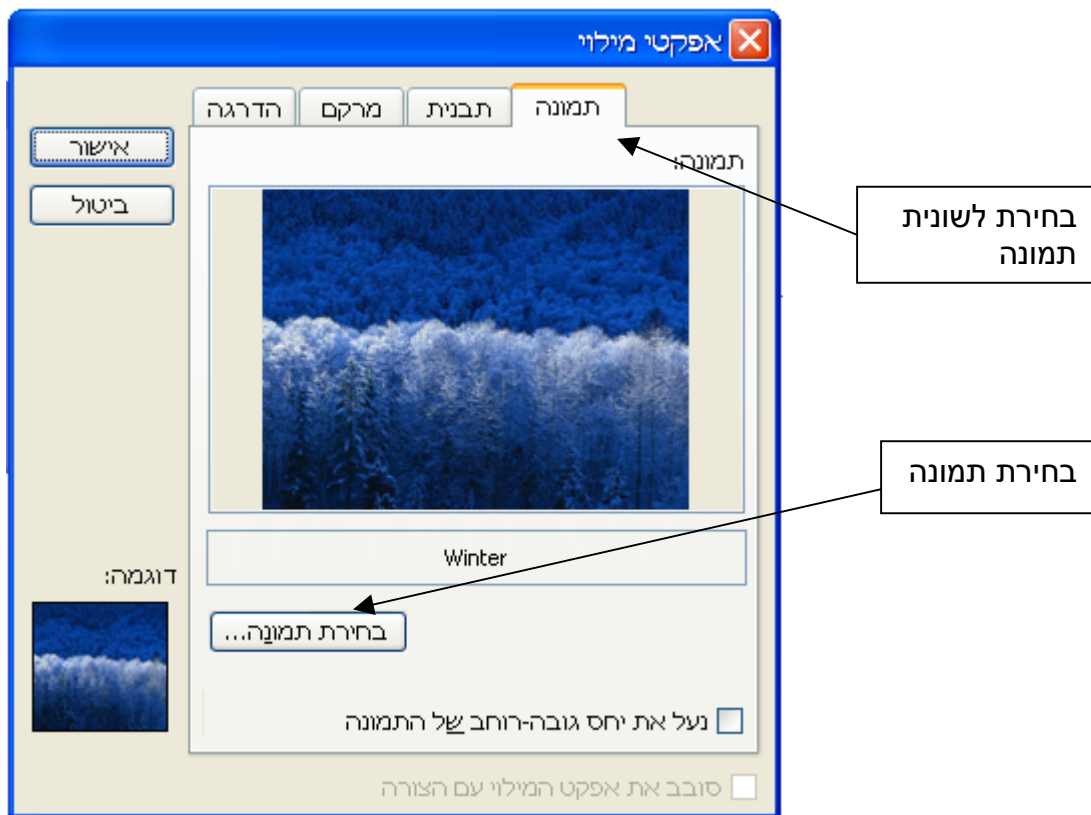 אפקטי מילוי
תמונה
תבנית
מרקם
הדרגה
אישור
ביטול
תמונה:
בחירת לשונית
תמונה
בחירת תמונה
Winter
דוגמה:
בחירת תמונה...
נעל את יחס גובה-רוחב של התמונה
סובב את אפקט המילוי עם הצורה